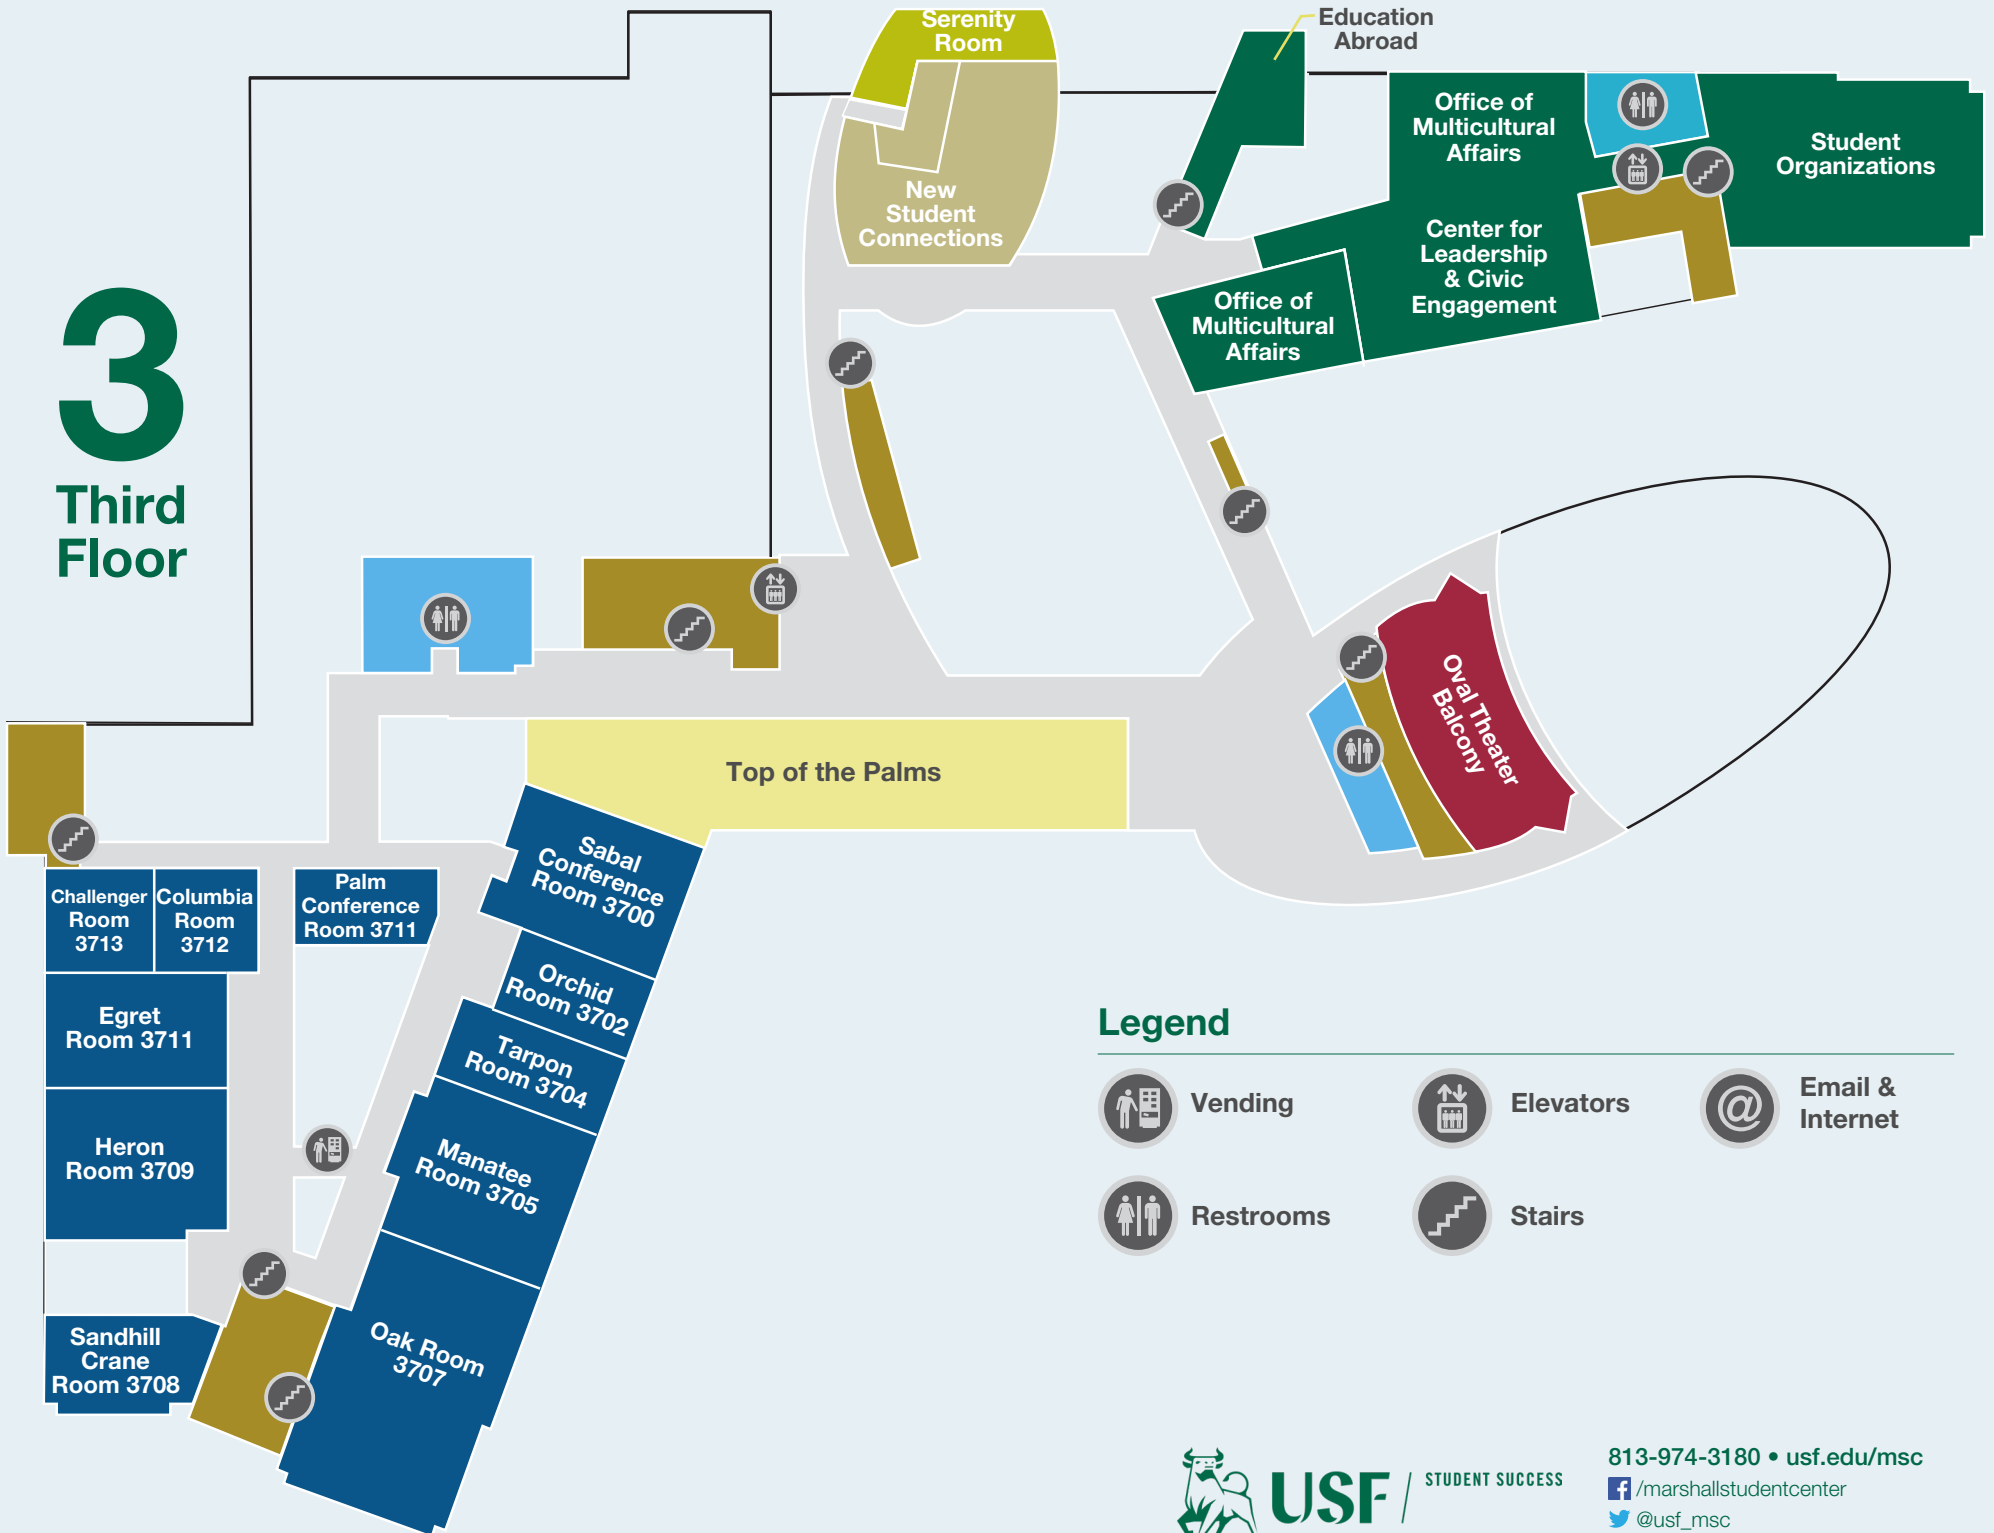 Serenity
Room
Education
Abroad
New
Student
Connections
Office of
Multicultural
Affairs
Student
Organizations
Center for
Leadership
& Civic
Engagement
Office of
Multicultural
Affairs
3
Third
Floor
Oval Theater
Balcony
Top of the Palms
Sabal
Conference
Room 3700
Challenger
Room
3713
Columbia
Room
3712
Palm
Conference
Room 3711
Orchid
Room 3702
Egret
Room 3711
Tarpon
Room 3704
Heron
Room 3709
Manatee
Room 3705
Sandhill
Crane
Room 3708
Oak Room
3707
Legend
Vending
Elevators
@
Email &
Internet
Restrooms
Stairs
USF / STUDENT SUCCESS
813-974-3180 • usf.edu/msc
f /marshallstudentcenter
@usf_msc